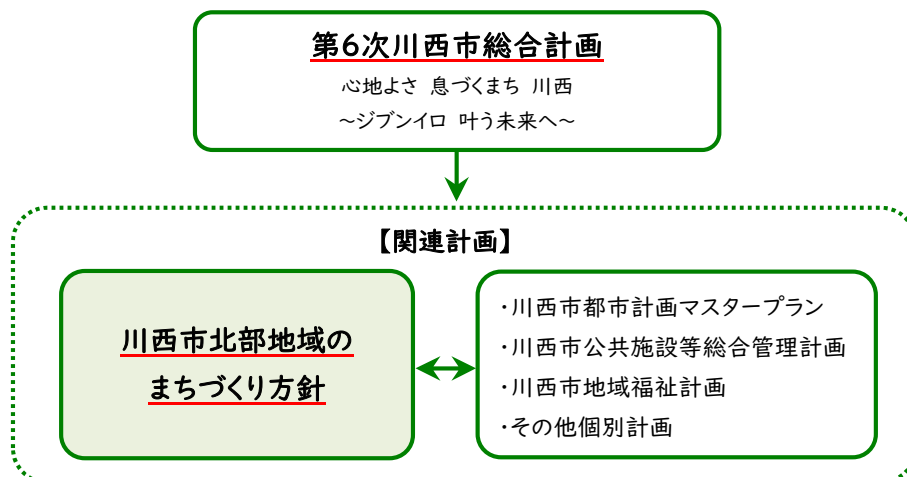 第6次川西市総合計画
心地よさ 息づくまち 川西
~ジブンイロ 叶う未来へ~
【関連計画】
川西市北部地域の
まちづくり方針
・川西市都市計画マスタープラン
・川西市公共施設等総合管理計画
・川西市地域福祉計画
・その他個別計画